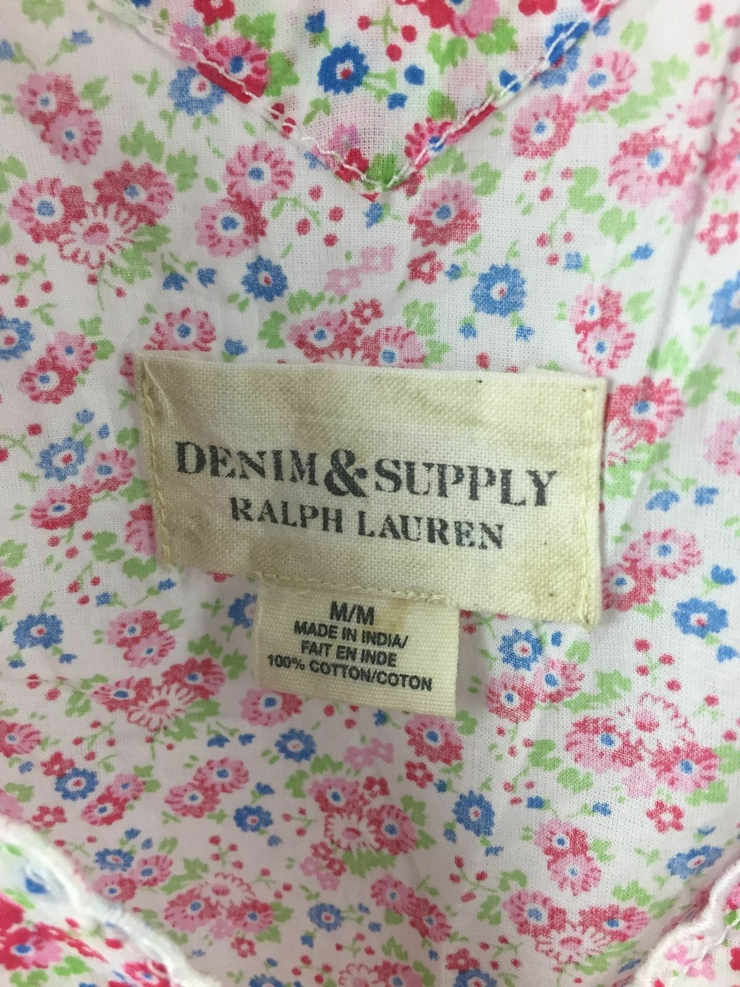 DENIM&SUPPLY
RALPH LAUREN
M/M
MADE IN INDIA/
FAIT EN INDE
100% COTTON/COTON